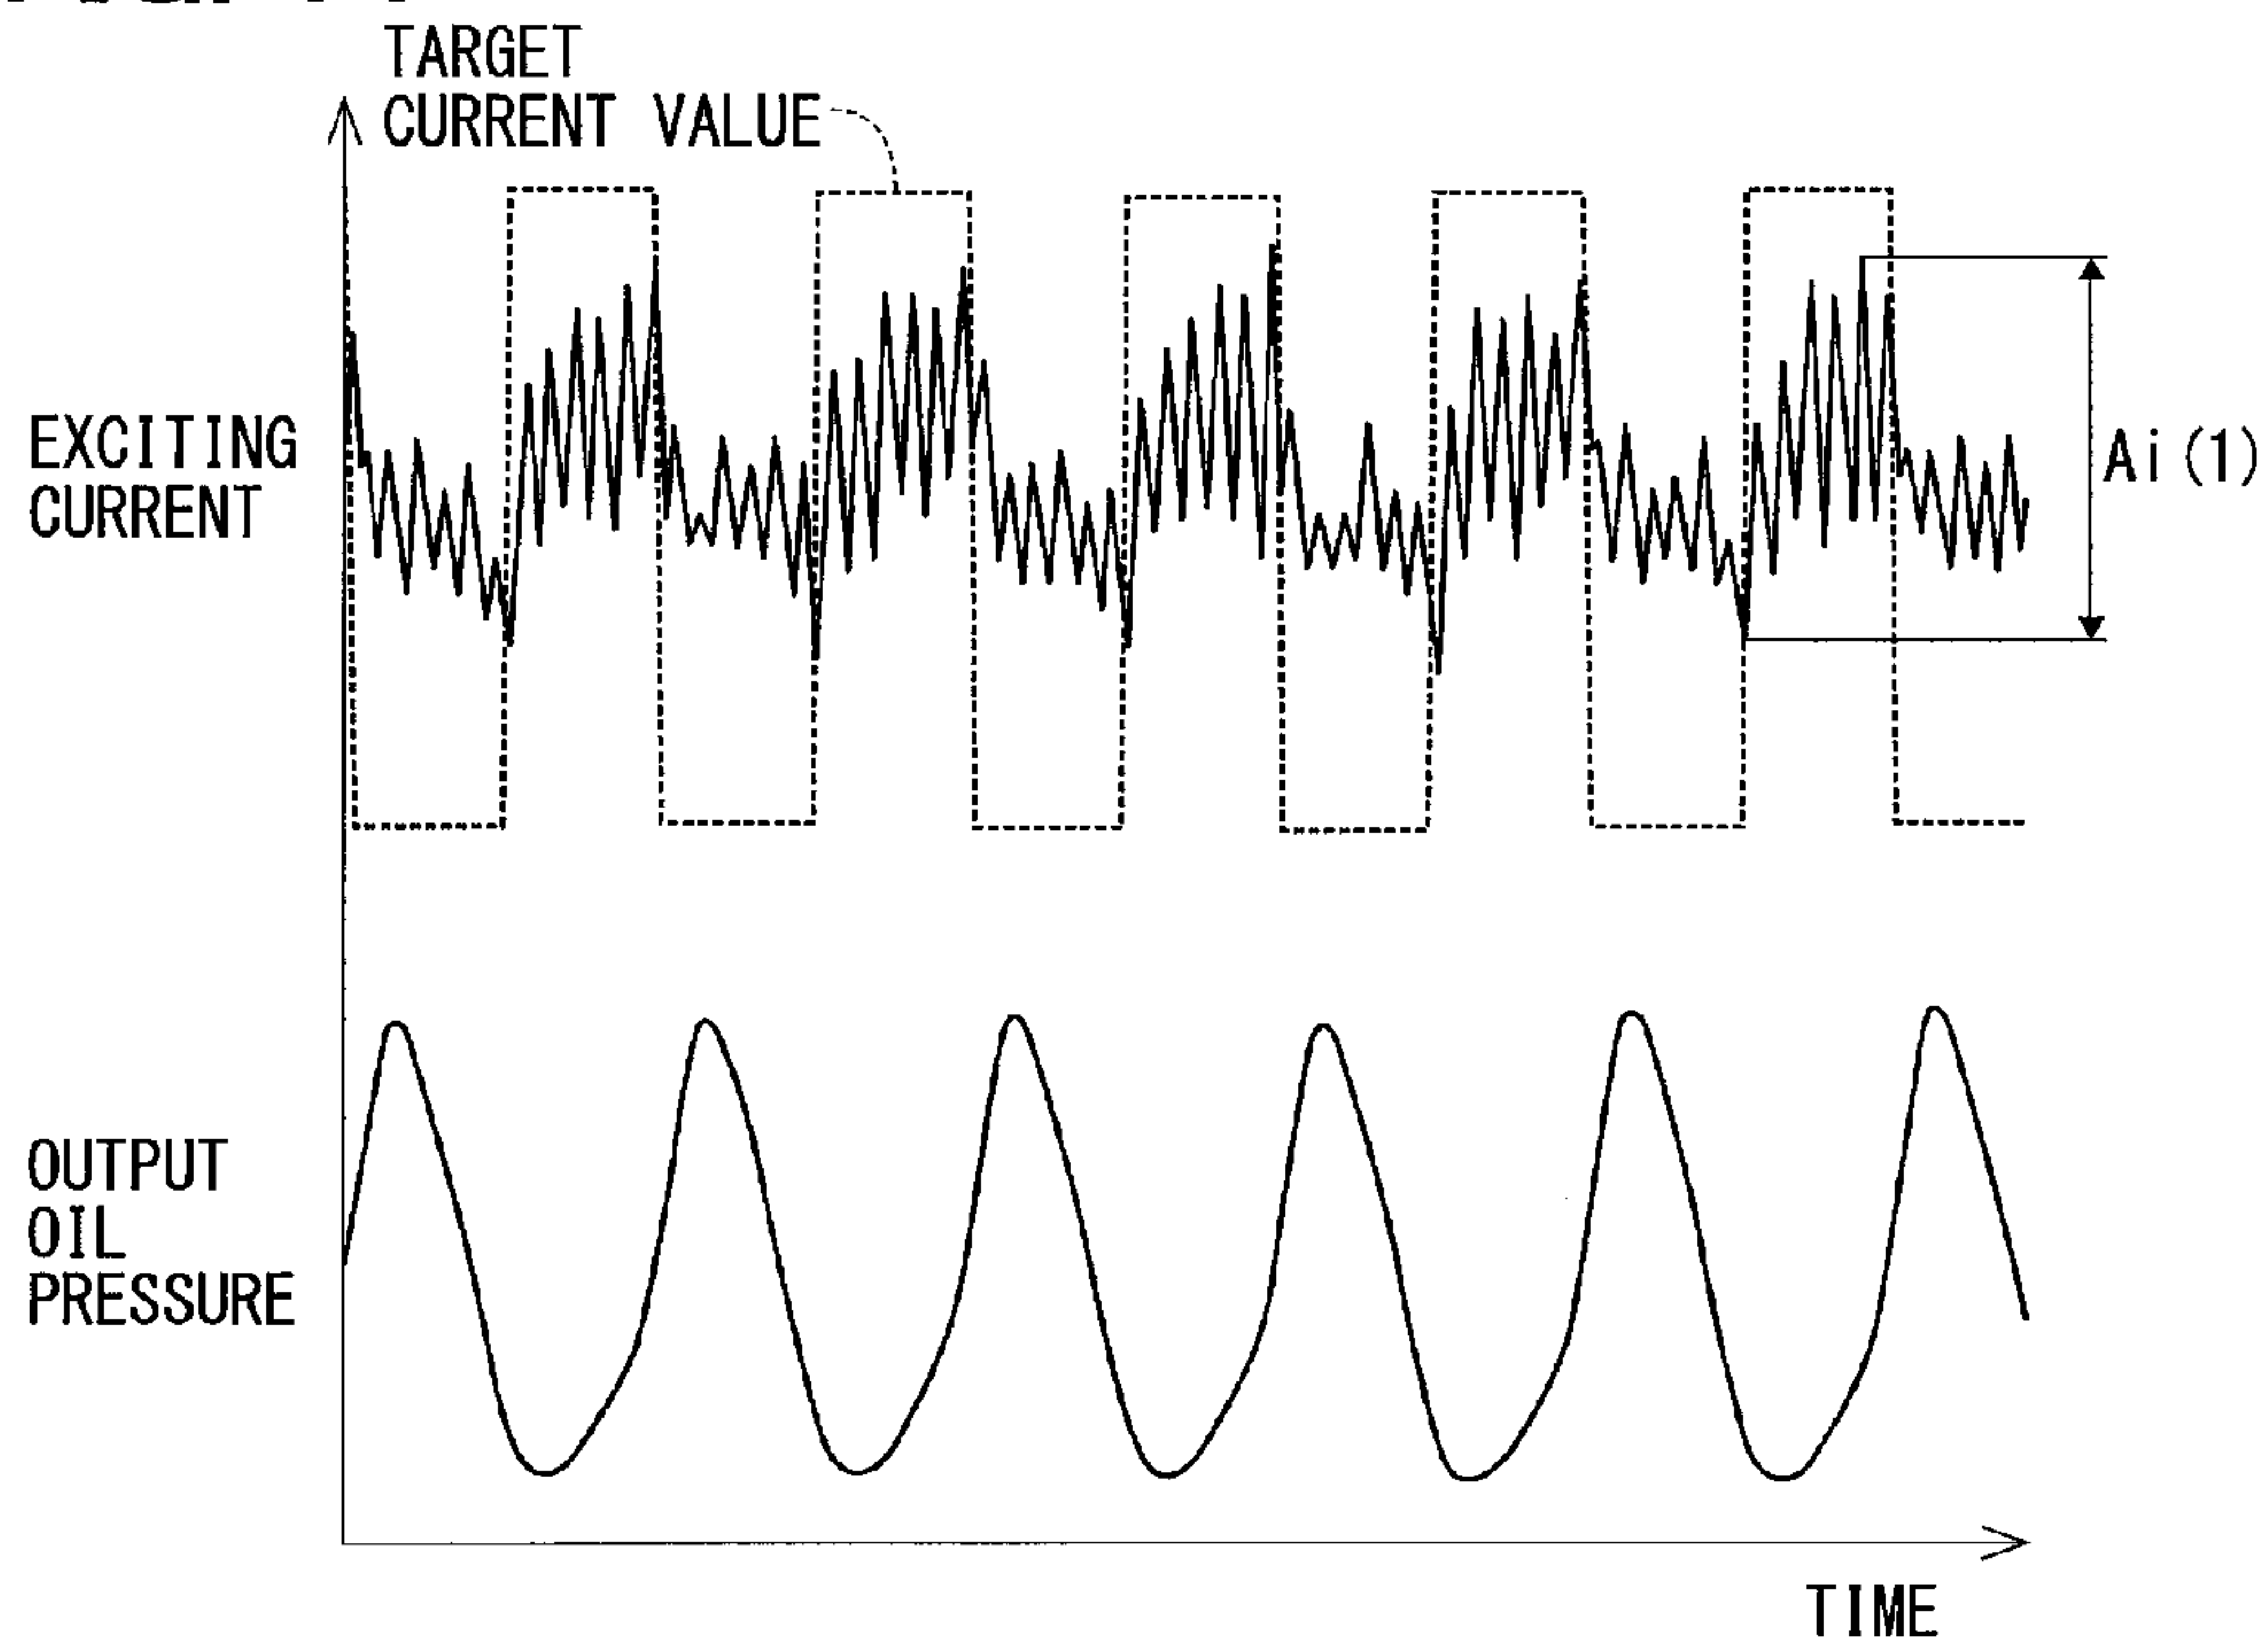 TARGET
CURRENT VALUE
EXCITING
CURRENT
Ai(1)
OUTPUT
OIL
PRESSURE
TIME